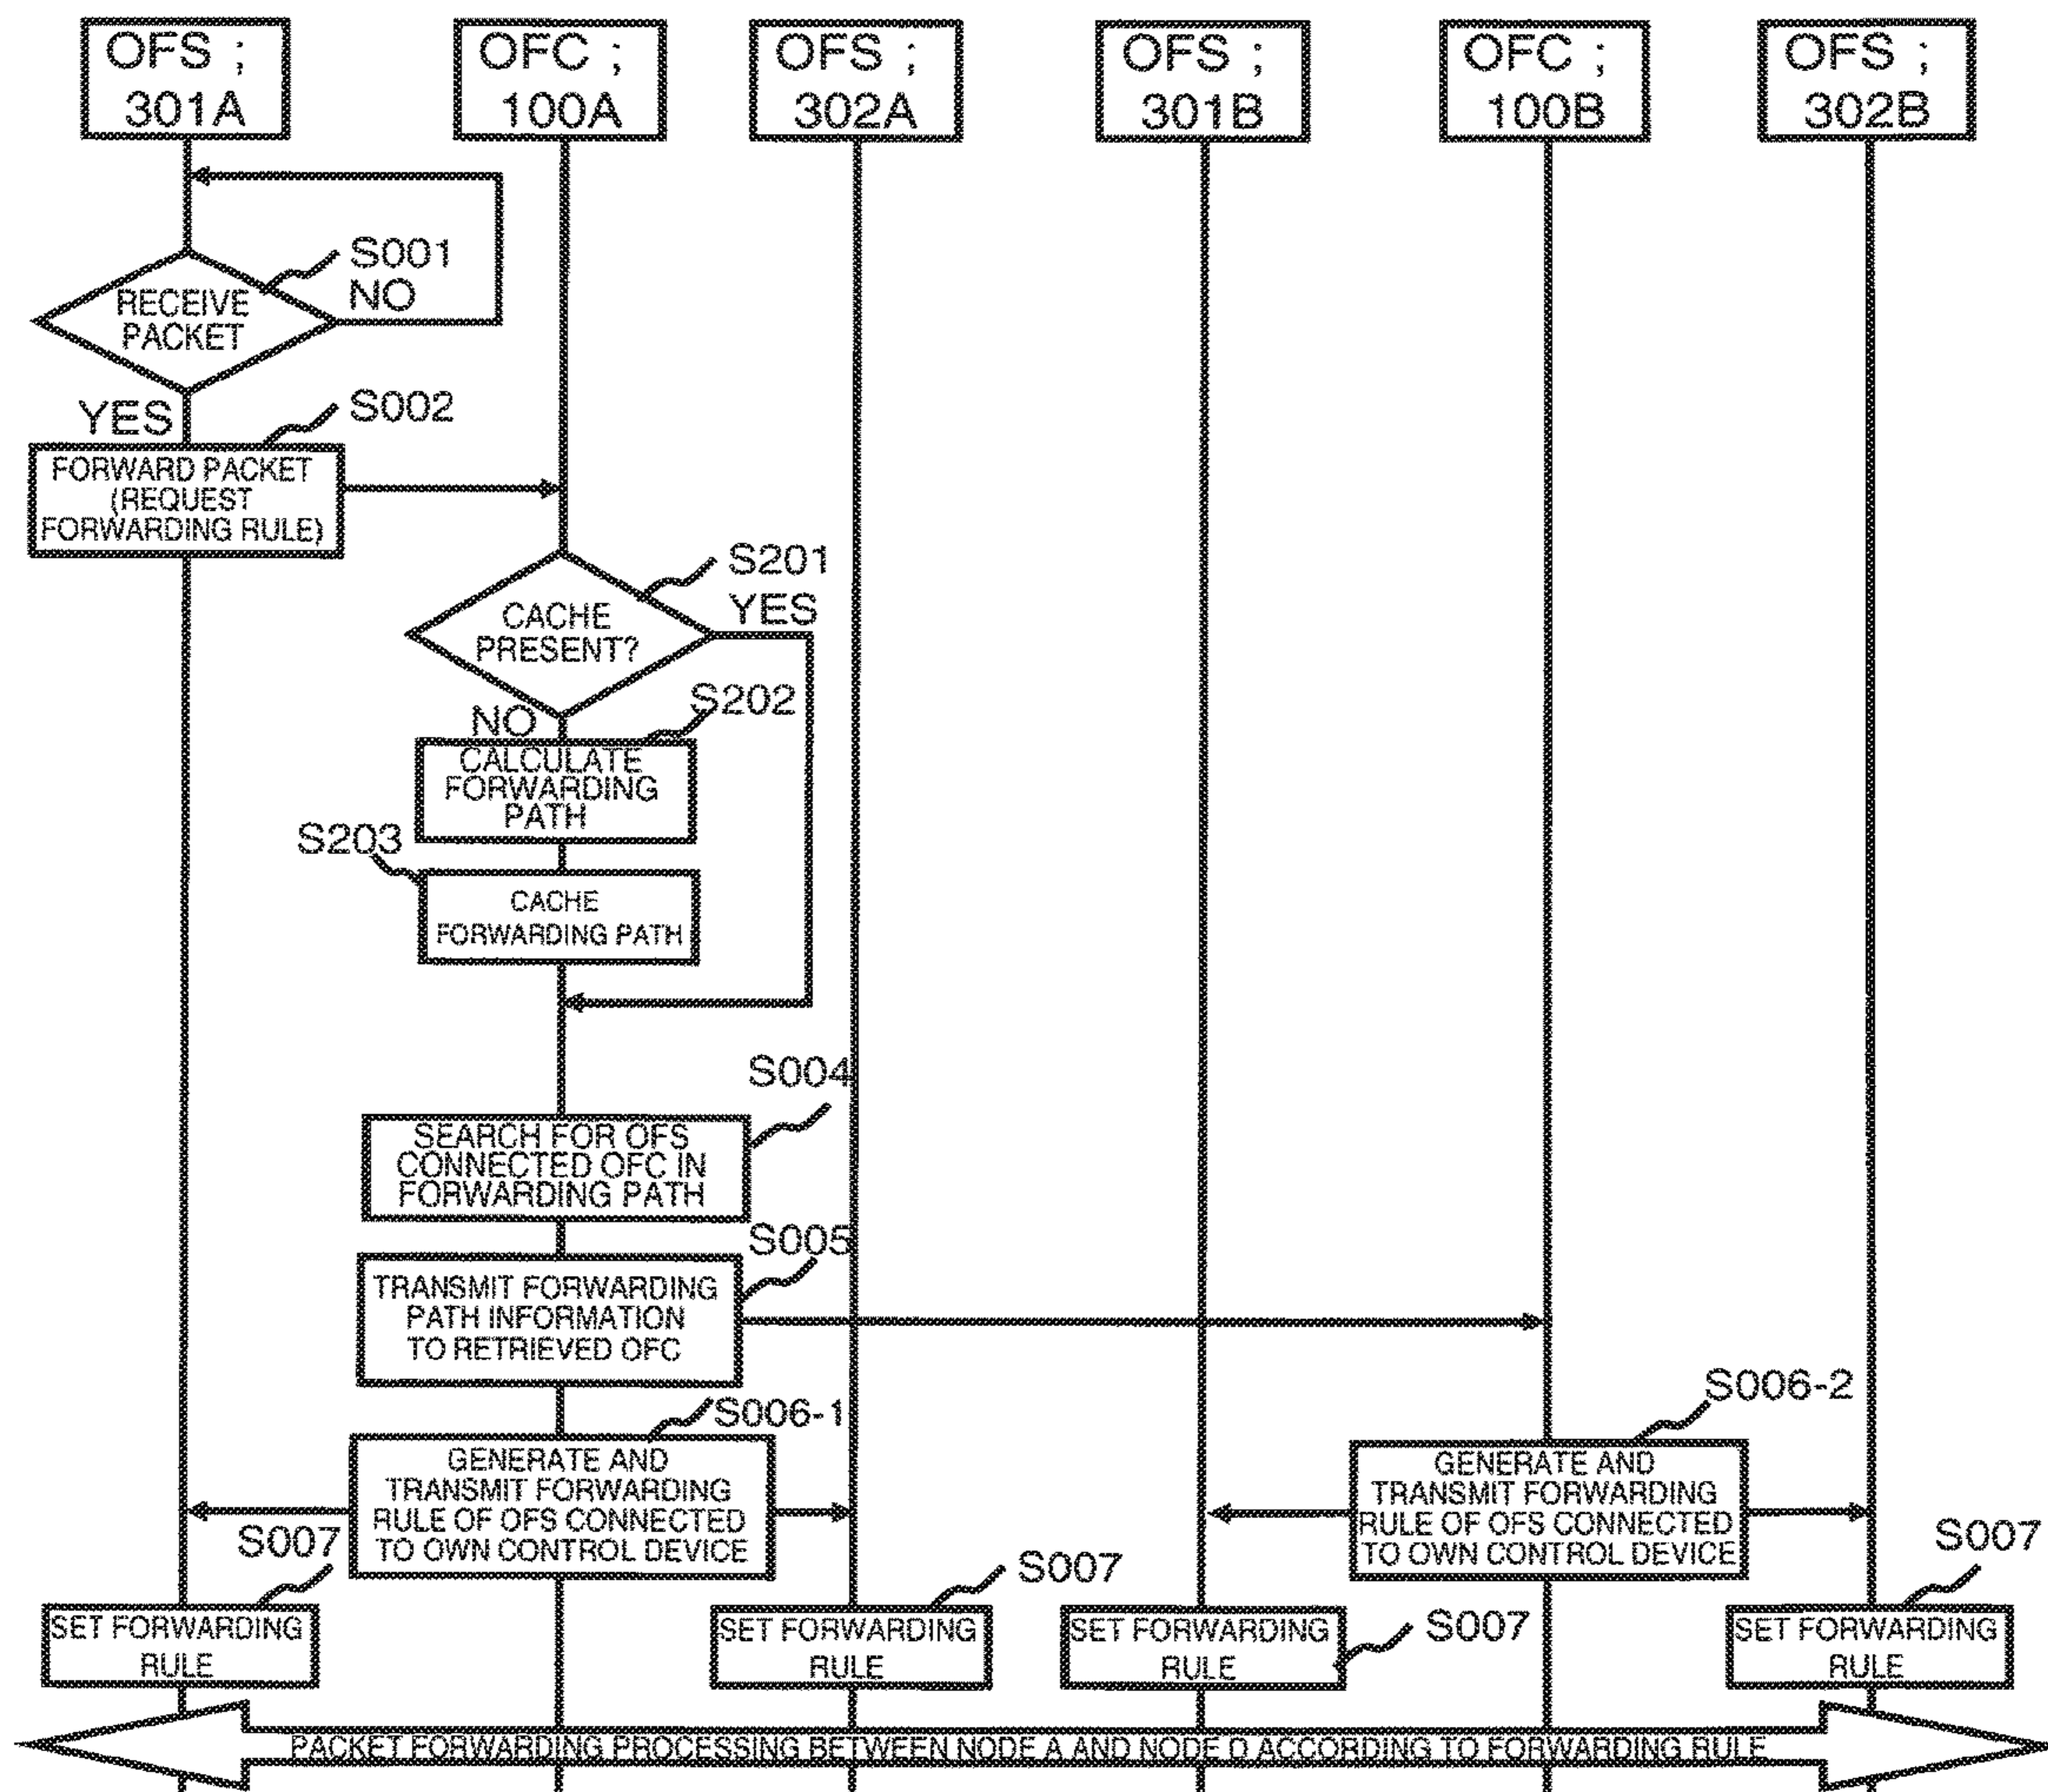 OFS ;
301A
OFC ;
100A
OFS ;
302A
OFS ;
301B
OFC ;
100B
OFS ;
302B
S001
NO
RECEIVE
PACKET
YES
S002
FORWARD PACKET
(REQUEST
FORWARDING RULE)
S201
YES
CACHE
PRESENT?
S202
NO
CALCULATE
FORWARDING
PATH
S203
CACHE
FORWARDING PATH
S004
SEARCH FOR OFS
CONNECTED OFC IN
FORWARDING PATH
S005
TRANSMIT FORWARDING
PATH INFORMATION
TO RETRIEVED OFC
S006-1
GENERATE AND
TRANSMIT FORWARDING
RULE OF OFS CONNECTED
TO OWN CONTROL DEVICE
S006-2
GENERATE AND
TRANSMIT FORWARDING
RULE OF OFS CONNECTED
TO OWN CONTROL DEVICE
S007
SET FORWARDING
RULE
S007
SET FORWARDING
RULE
S007
SET FORWARDING
RULE
S007
SET FORWARDING
RULE
PACKET FORWARDING PROCESSING BETWEEN NODE A AND NODE D ACCORDING TO FORWARDING RULE